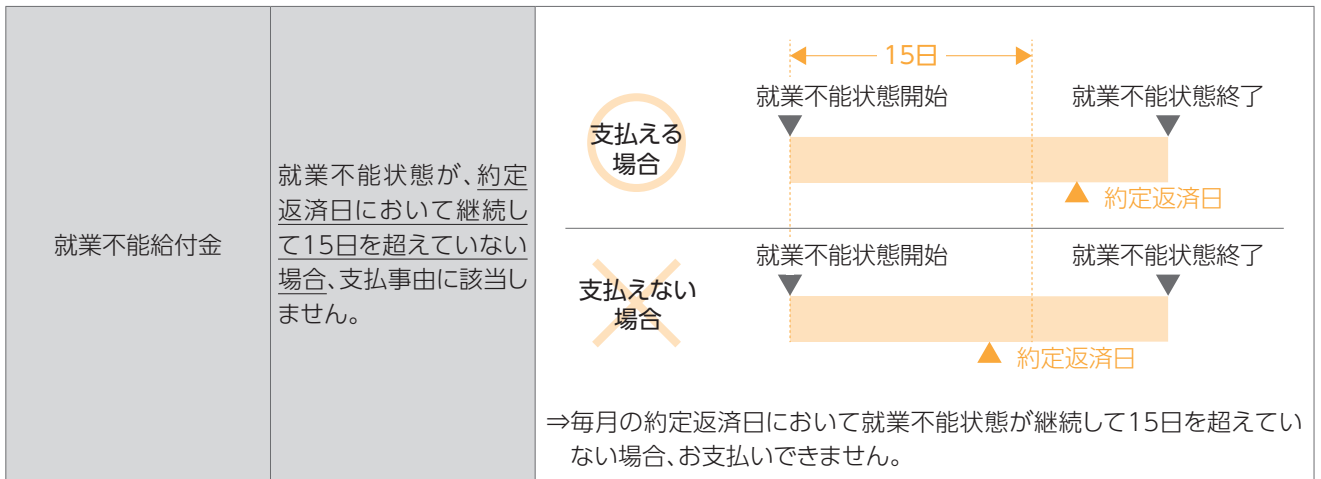 就業不能給付金
就業不能状態が、約定
返済日において継続し
て15日を超えていない
場合、支払事由に該当し
ません。
15日
就業不能状態開始
就業不能状態終了
支払える
場合
約定返済日
就業不能状態開始
就業不能状態終了
支払えない
場合
約定返済日
⇒毎月の約定返済日において就業不能状態が継続して15日を超えてい
ない場合、お支払いできません。